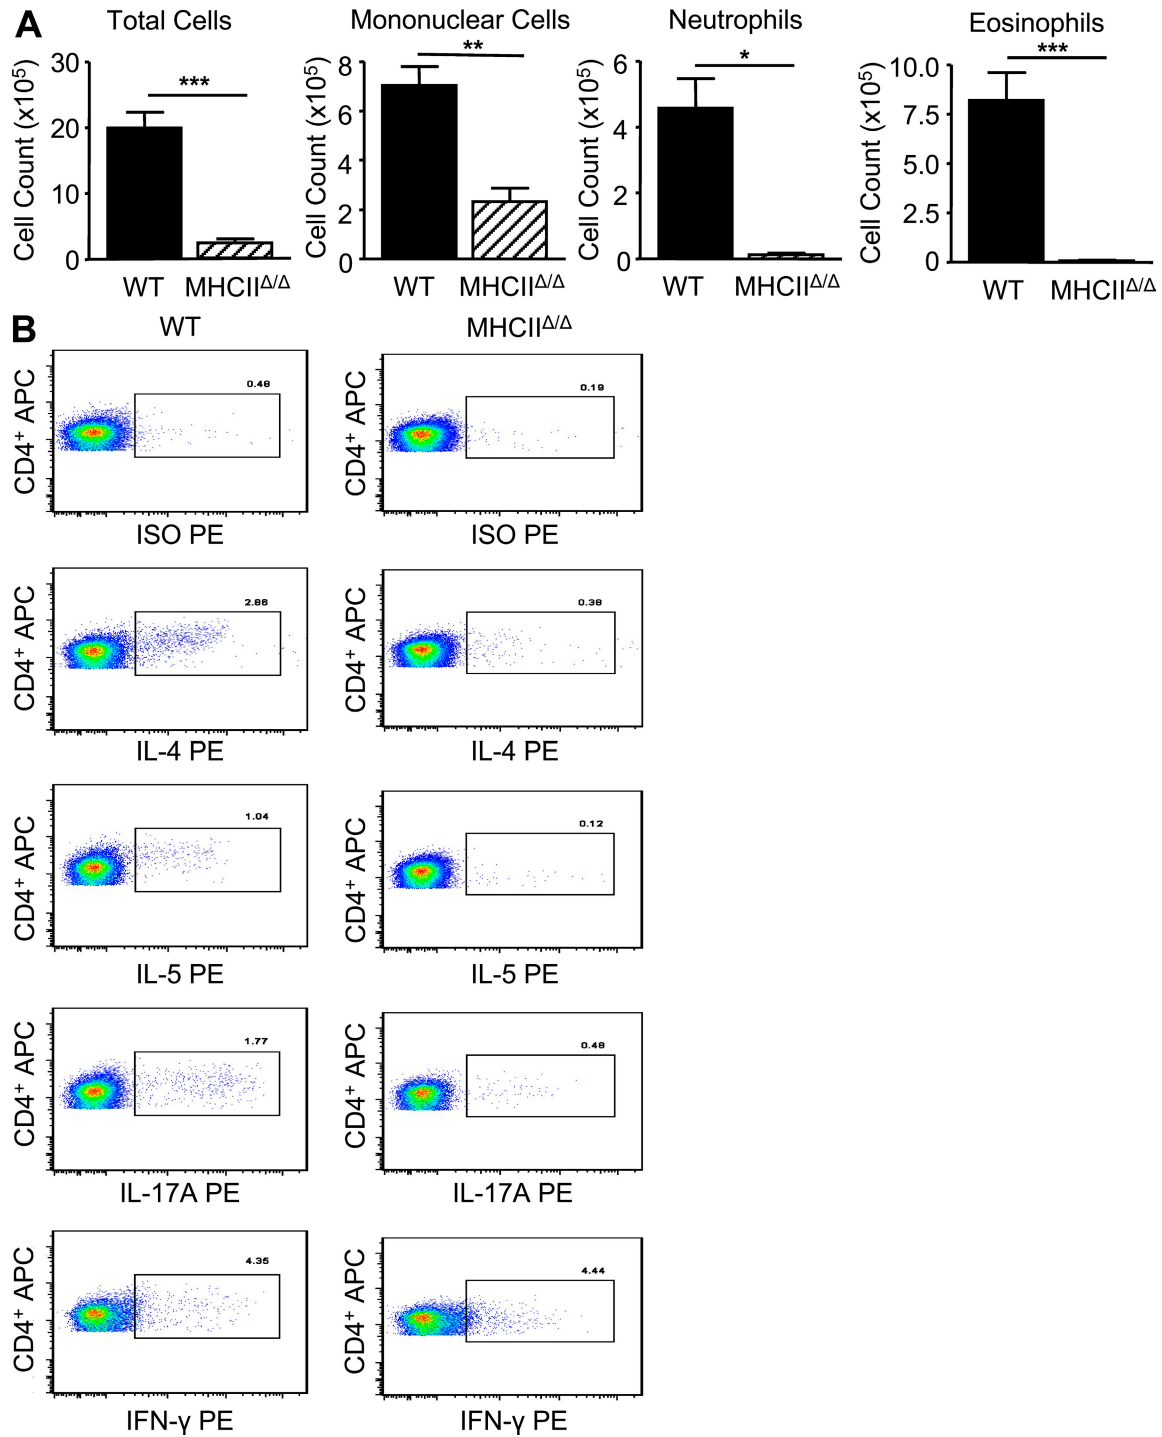 A
Total Cells
Mononuclear Cells
Neutrophils
Eosinophils
Cell Count (x10⁵)
30
20
10
0
***
WT
MHCIIΔ/Δ
Cell Count (x10⁵)
8
6
4
2
0
**
WT
MHCIIΔ/Δ
Cell Count (x10⁵)
6
4
2
0
*
WT
MHCIIΔ/Δ
Cell Count (x10⁵)
10.0
7.5
5.0
2.5
0
***
WT
MHCIIΔ/Δ
B
WT
MHCIIΔ/Δ
CD4⁺ APC
0.48
ISO PE
CD4⁺ APC
0.19
ISO PE
CD4⁺ APC
2.86
IL-4 PE
CD4⁺ APC
0.38
IL-4 PE
CD4⁺ APC
1.04
IL-5 PE
CD4⁺ APC
0.12
IL-5 PE
CD4⁺ APC
1.77
IL-17A PE
CD4⁺ APC
0.48
IL-17A PE
CD4⁺ APC
4.35
IFN-γ PE
CD4⁺ APC
4.44
IFN-γ PE